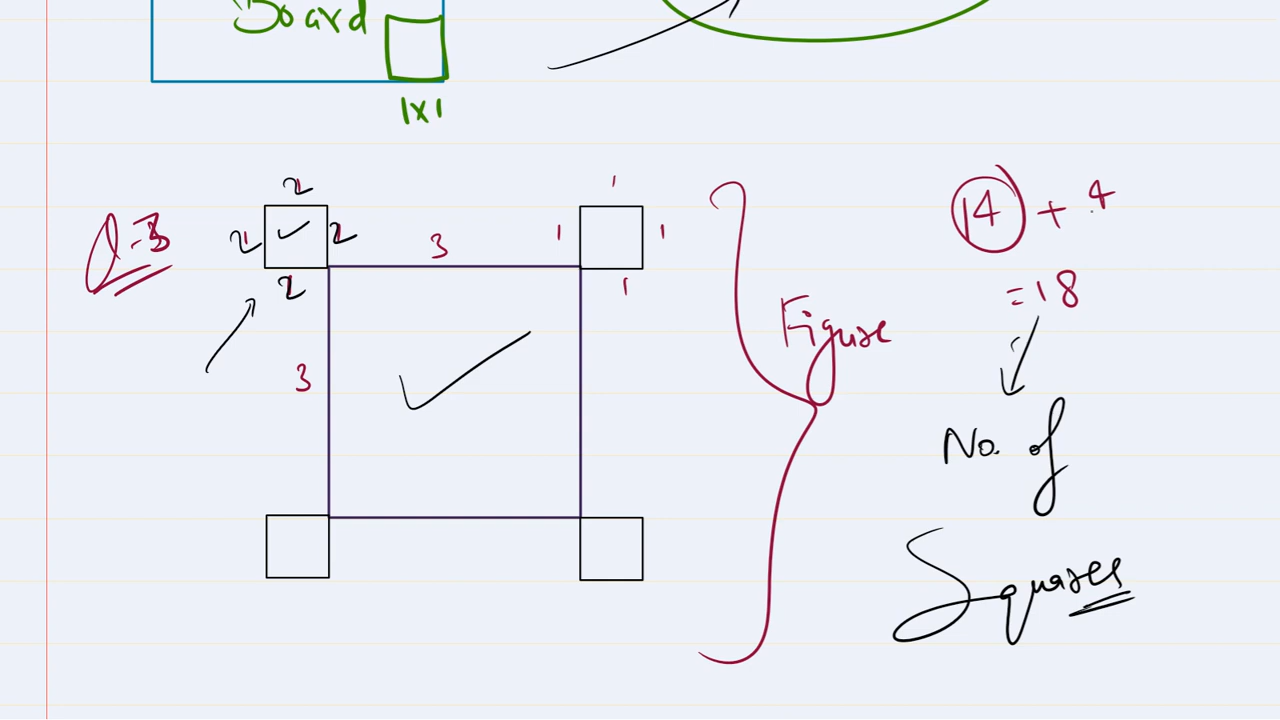 Board
1x1
Q-3
2
2
2
2
3
3
1
1
1
1
Figure
14 + 4
= 18
No. of
Squares